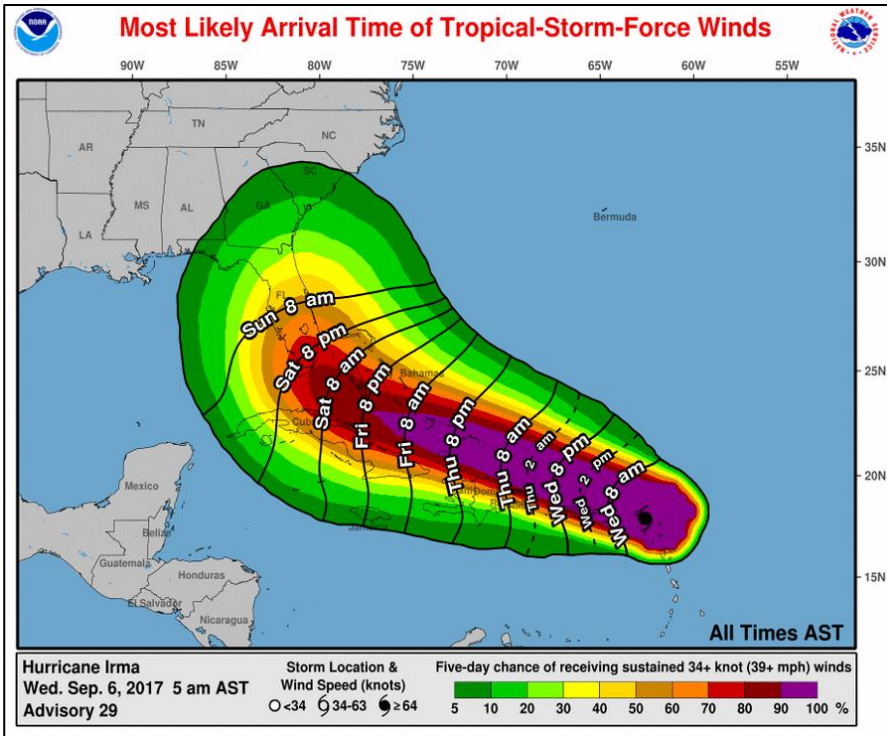 Most Likely Arrival Time of Tropical-Storm-Force Winds
90W 85W 80W 75W 70W 65W 60W 55W
TN
NC
AR
35N
SC
MS AL GA
LA
Bermuda
30N
FL
Sun 8 am
Sat 8 pm
Sat 8 am
Fri 8 pm
Fri 8 am
Thu 8 pm
Thu 8 am
Thu 2 am
Wed 8 pm
Wed 2 pm
Wed 8 am
Bahamas
25N
Cuba
20N
Mexico
Belize
Guatemala
Honduras
15N
El Salvador
Nicaragua
All Times AST
Hurricane Irma
Wed. Sep. 6, 2017 5 am AST
Advisory 29
Storm Location &
Wind Speed (knots)
<34 34-63 ≥64
Five-day chance of receiving sustained 34+ knot (39+ mph) winds
5 10 20 30 40 50 60 70 80 90 100 %